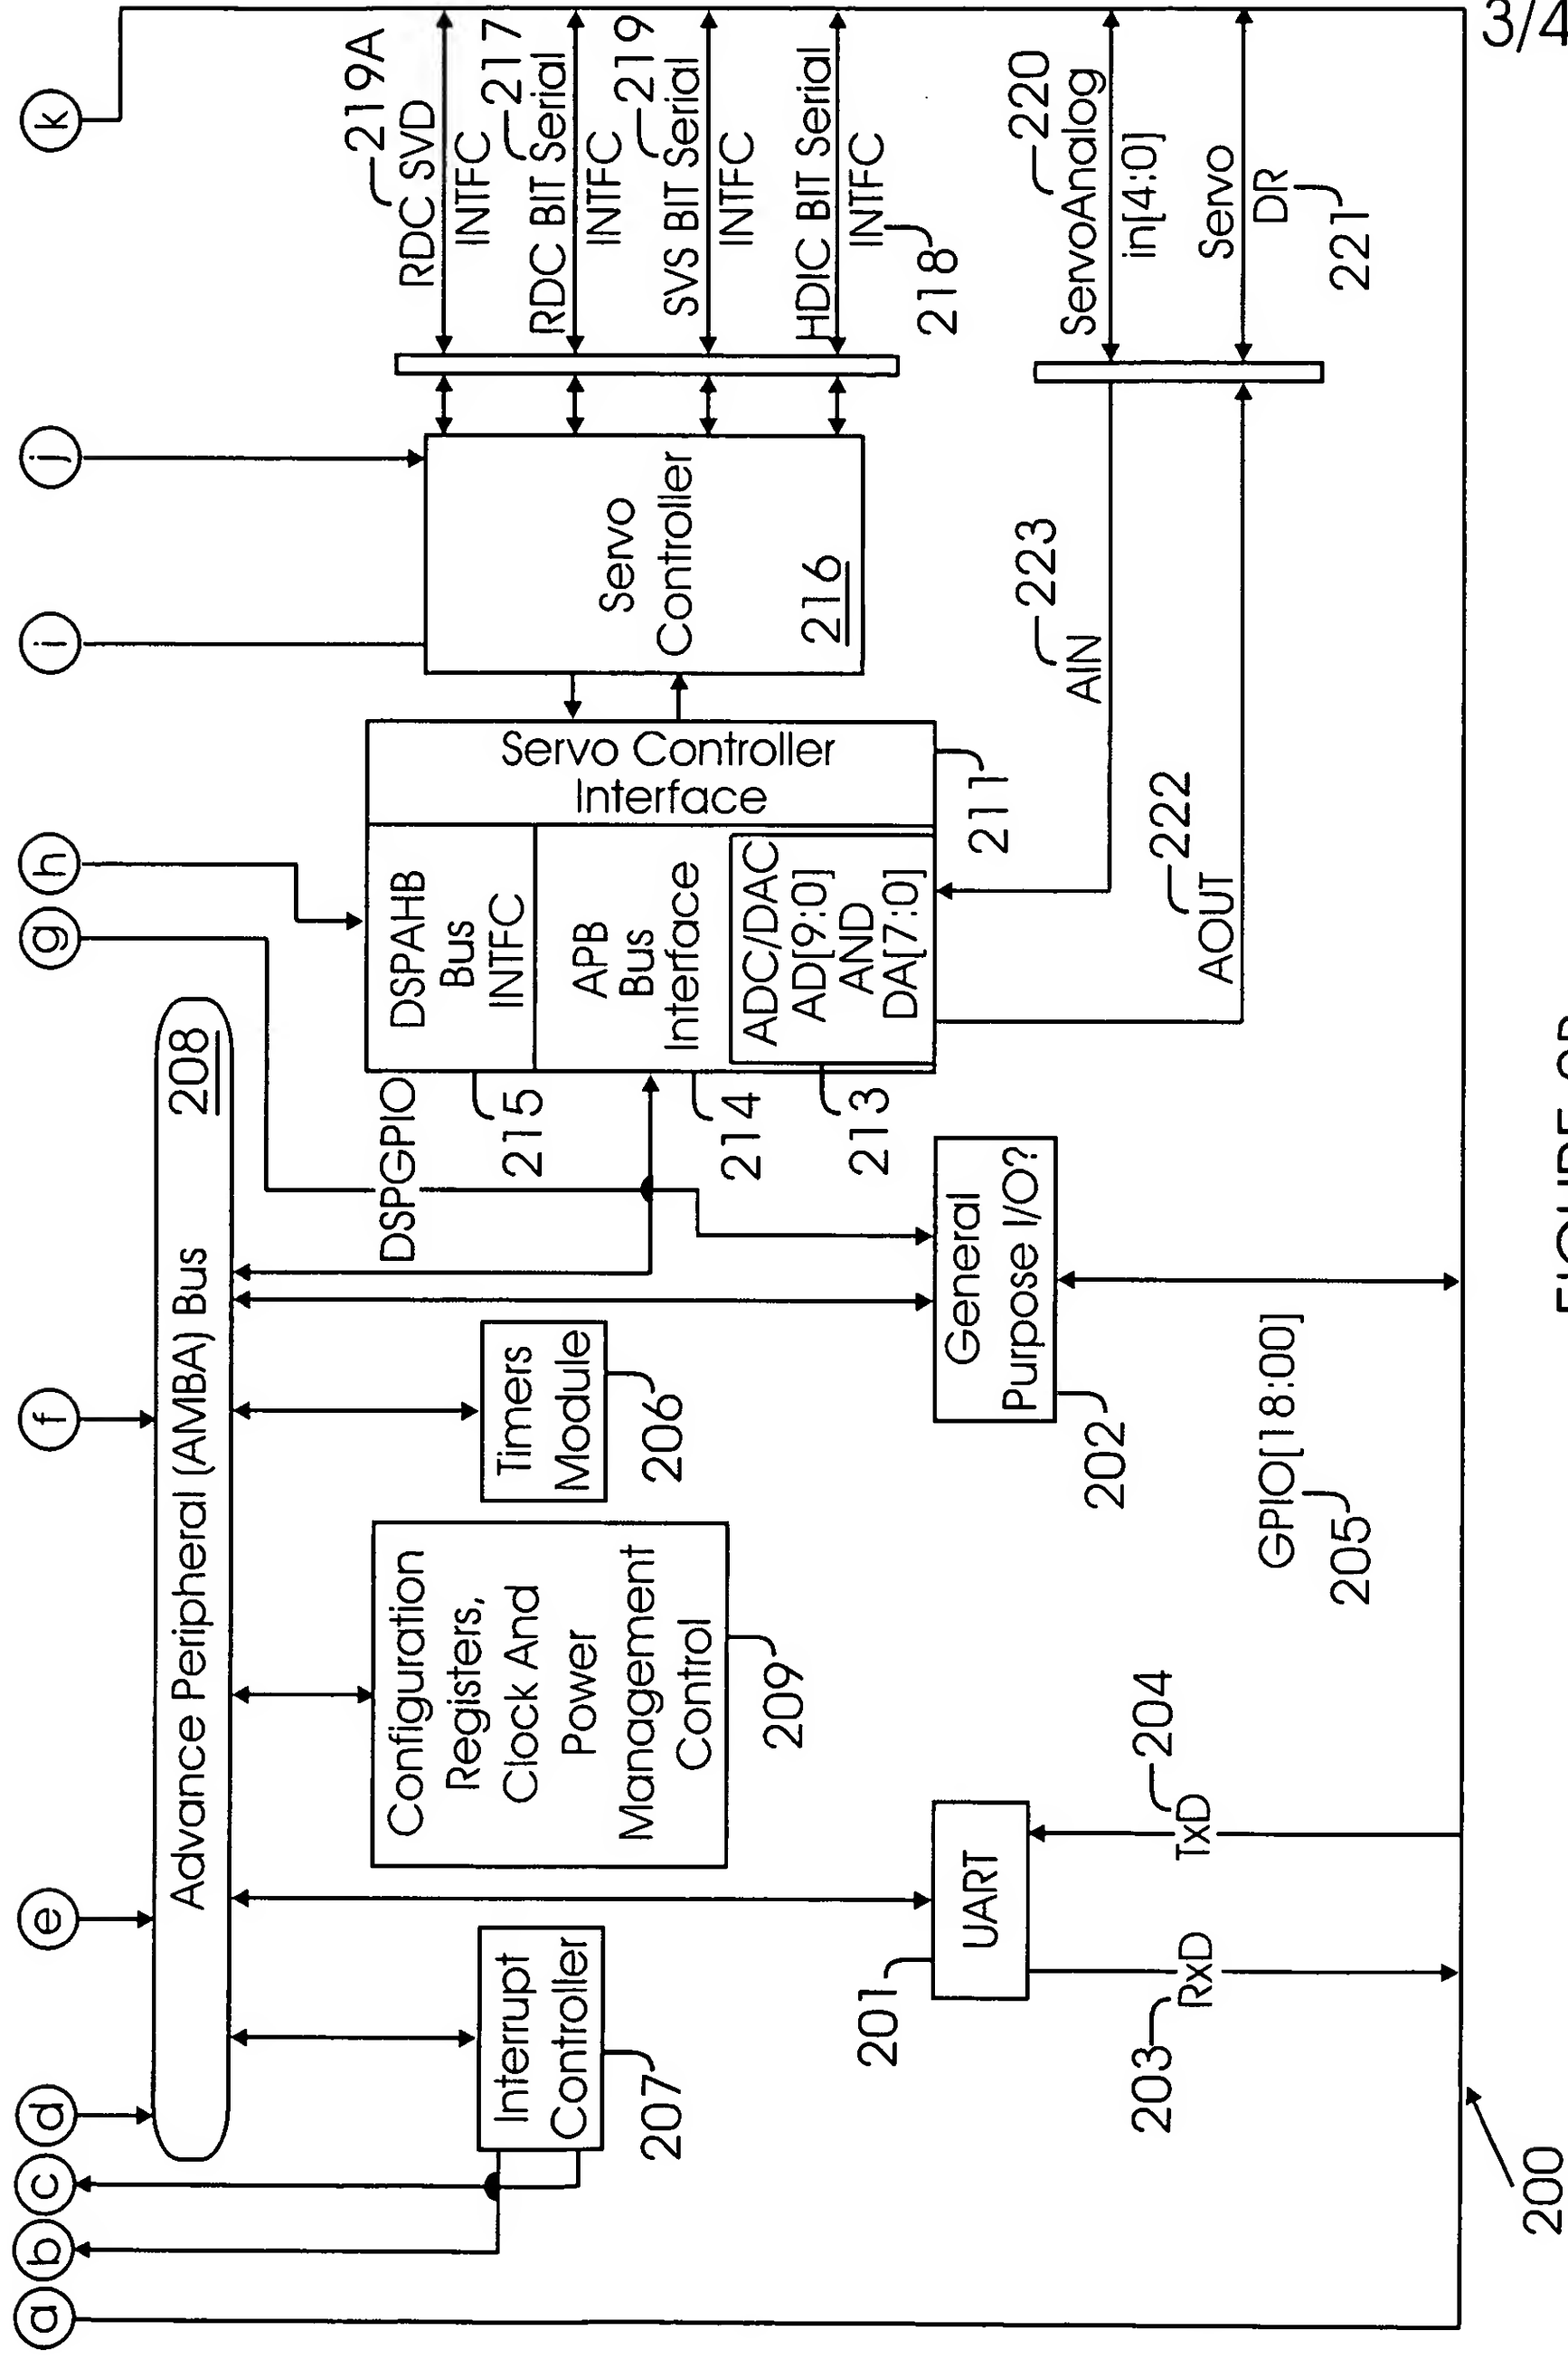 3/4
a
b
c
d
e
f
g
h
i
j
k
Advance Peripheral (AMBA) Bus
208
Interrupt
Controller
207
Configuration
Registers,
Clock And
Power
Management
Control
209
Timers
Module
206
DSPGPIO
DSPAHB
Bus
INTFC
215
APB
Bus
Interface
214
ADC/DAC
AD[9:0]
AND
DA[7:0]
213
Servo Controller
Interface
211
Servo
Controller
216
219A
RDC SVD
INTFC
217
RDC BIT Serial
INTFC
219
SVS BIT Serial
INTFC
HDIC BIT Serial
INTFC
218
220
ServoAnalog
in[4:0]
Servo
DR
221
AIN
223
AOUT
222
UART
201
RxD
203
TxD
204
General
Purpose I/O?
202
GPIO[18:00]
205
200